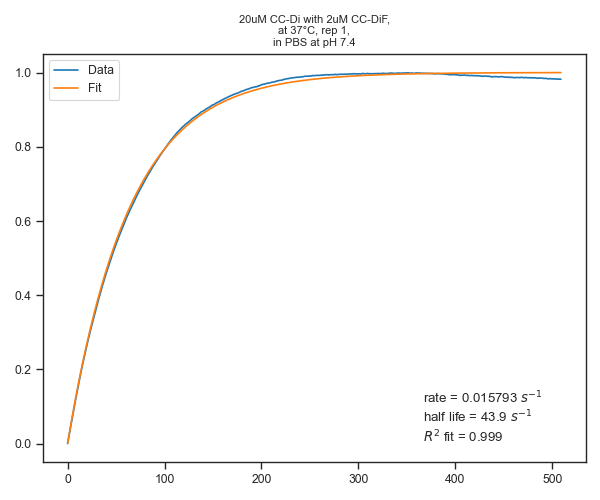 20uM CC-Di with 2uM CC-DiF,
at 37°C, rep 1,
in PBS at pH 7.4
Data
Fit
1.0
0.8
0.6
0.4
0.2
0.0
rate = 0.015793 s⁻¹
half life = 43.9 s⁻¹
R² fit = 0.999
0 100 200 300 400 500